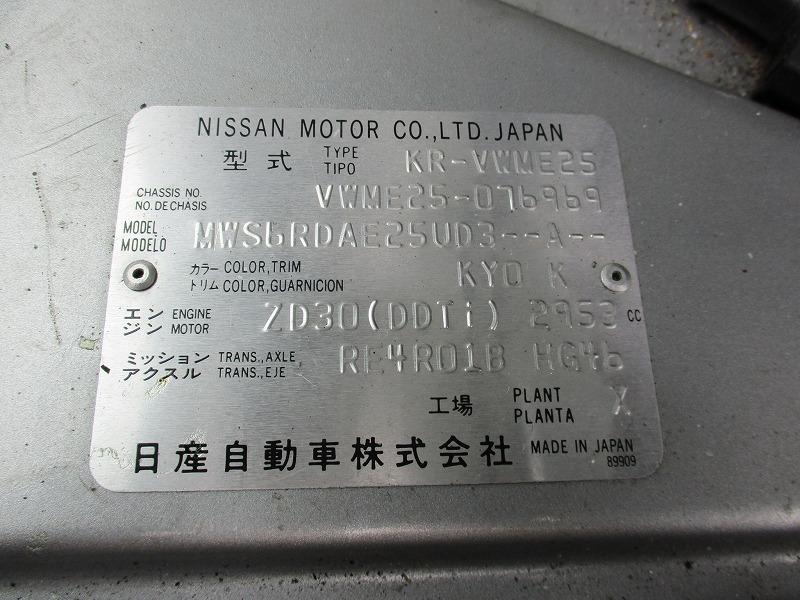 NISSAN MOTOR CO.,LTD. JAPAN
型式 TYPE TIPO KR-VWME25
CHASSIS NO. NO. DE CHASIS VWME25-076969
MODEL MODELO MWS6RDAE25UD3--A--
カラー COLOR,TRIM
トリム COLOR,GUARNICION KY0 K
エンジン ENGINE MOTOR ZD30(DDTi) 2953 CC
ミッション TRANS.,AXLE
アクスル TRANS.,EJE RE4R01B HG46
工場 PLANT PLANTA X
日産自動車株式会社 MADE IN JAPAN
89909